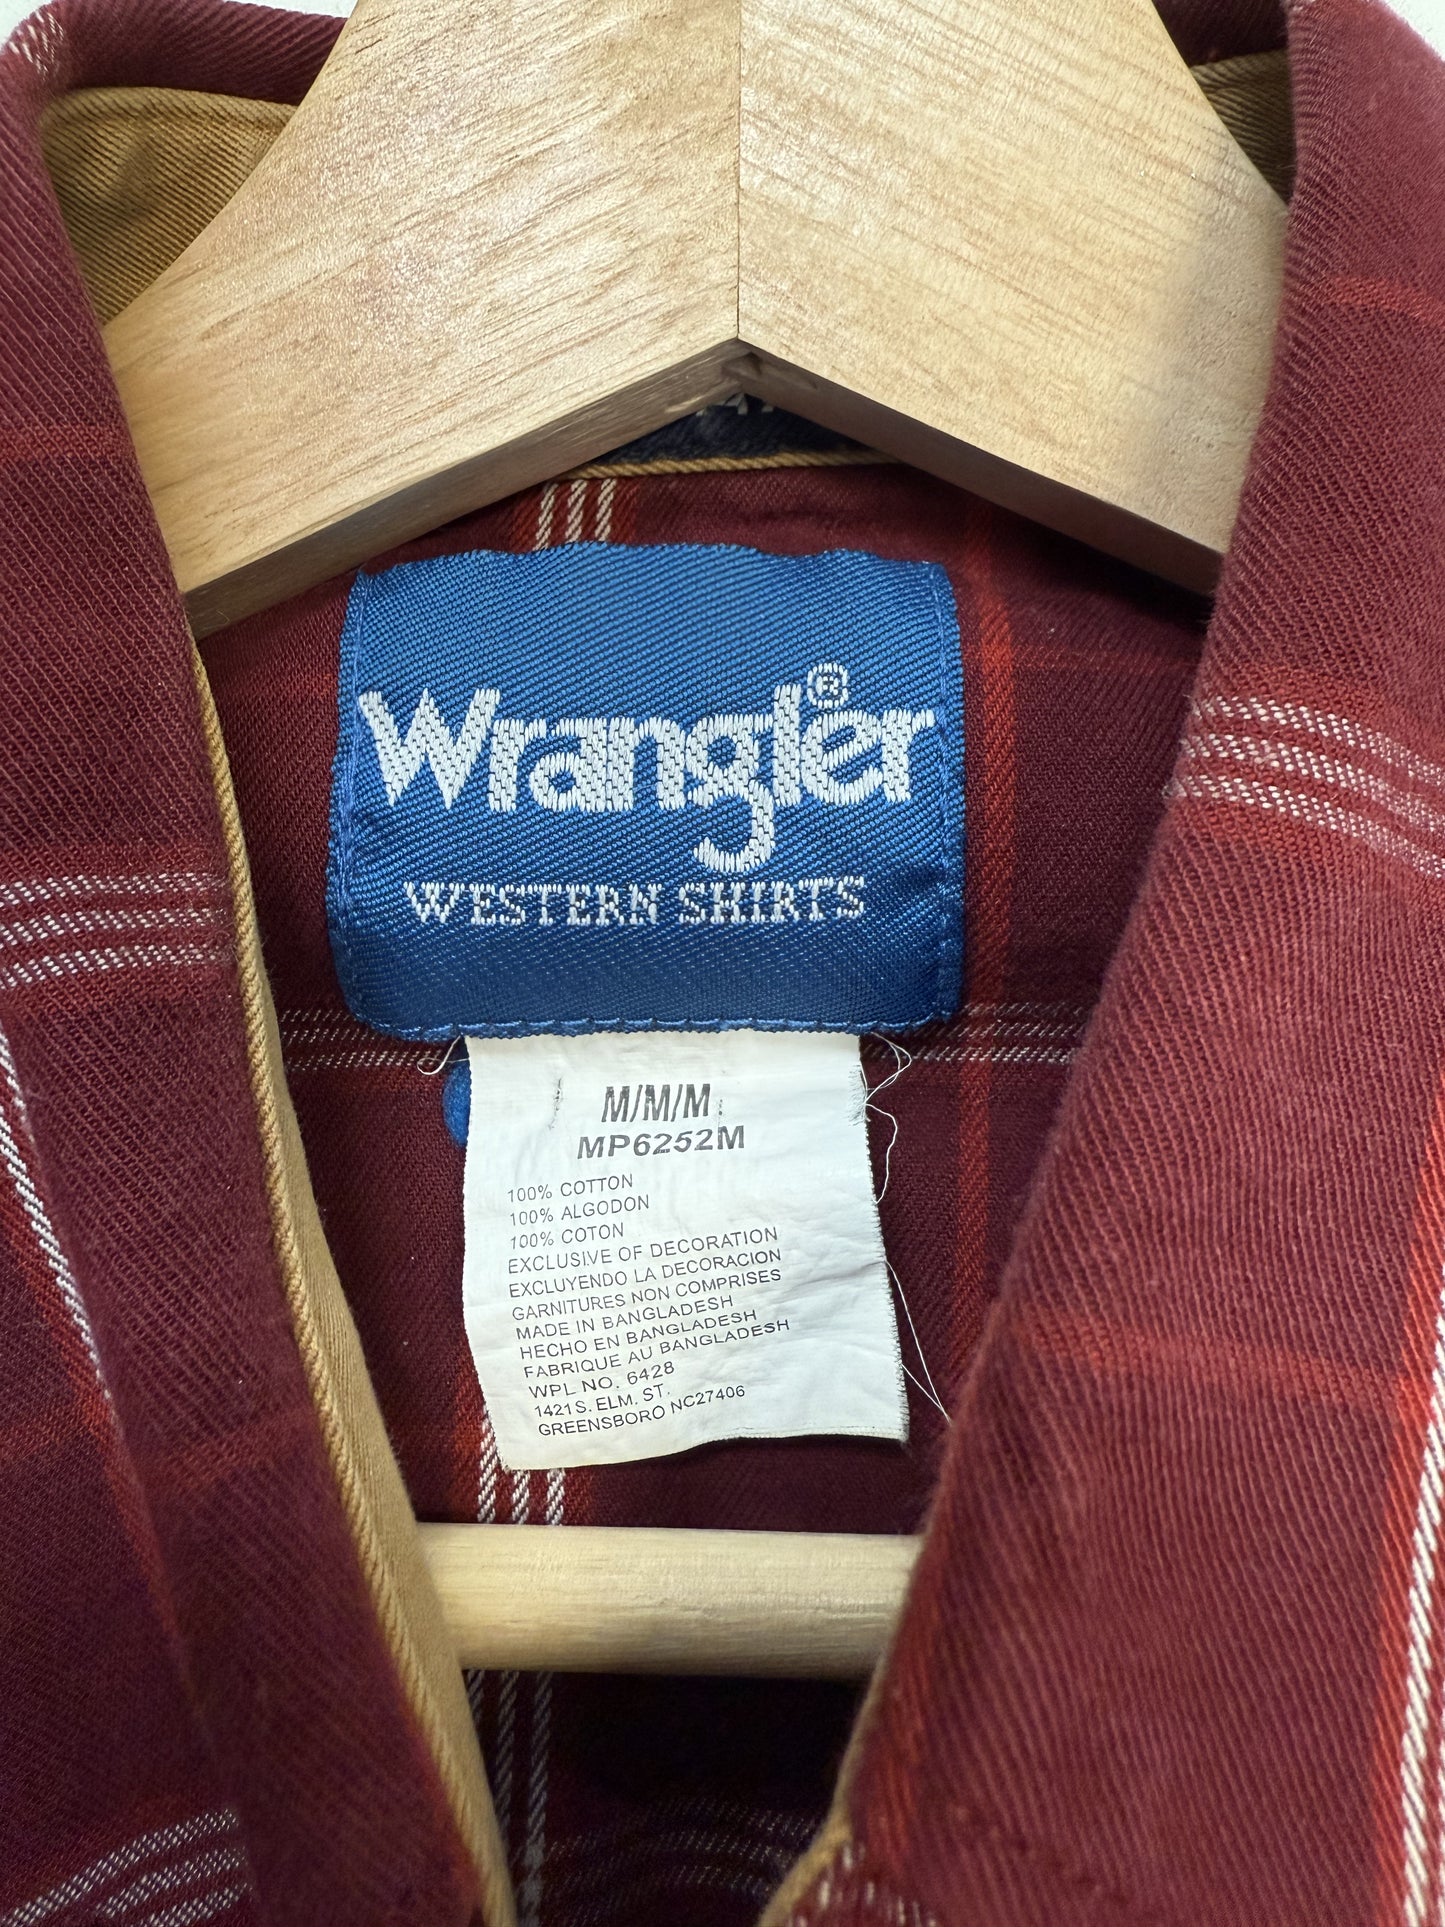 Wrangler®
WESTERN SHIRTS
M/M/M
MP6252M
100% COTTON
100% ALGODON
100% COTON
EXCLUSIVE OF DECORATION
EXCLUYENDO LA DECORACION
GARNITURES NON COMPRISES
MADE IN BANGLADESH
HECHO EN BANGLADESH
FABRIQUE AU BANGLADESH
WPL NO. 6428
1421 S. ELM. ST.
GREENSBORO NC27406